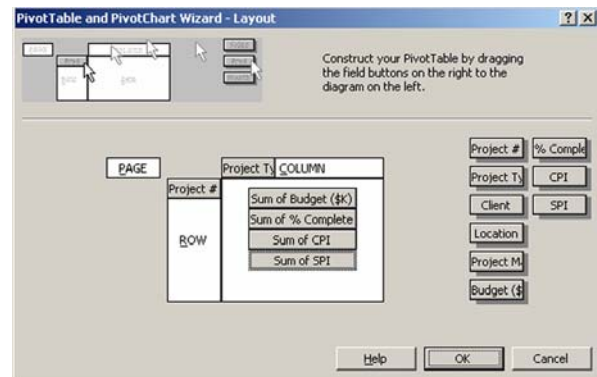 PivotTable and PivotChart Wizard - Layout
Construct your PivotTable by dragging
the field buttons on the right to the
diagram on the left.
PAGE
Project Ty COLUMN
Project #
ROW
Sum of Budget ($K)
Sum of % Complete
Sum of CPI
Sum of SPI
Project # % Comple
Project Ty CPI
Client SPI
Location
Project M
Budget ($
Help OK Cancel